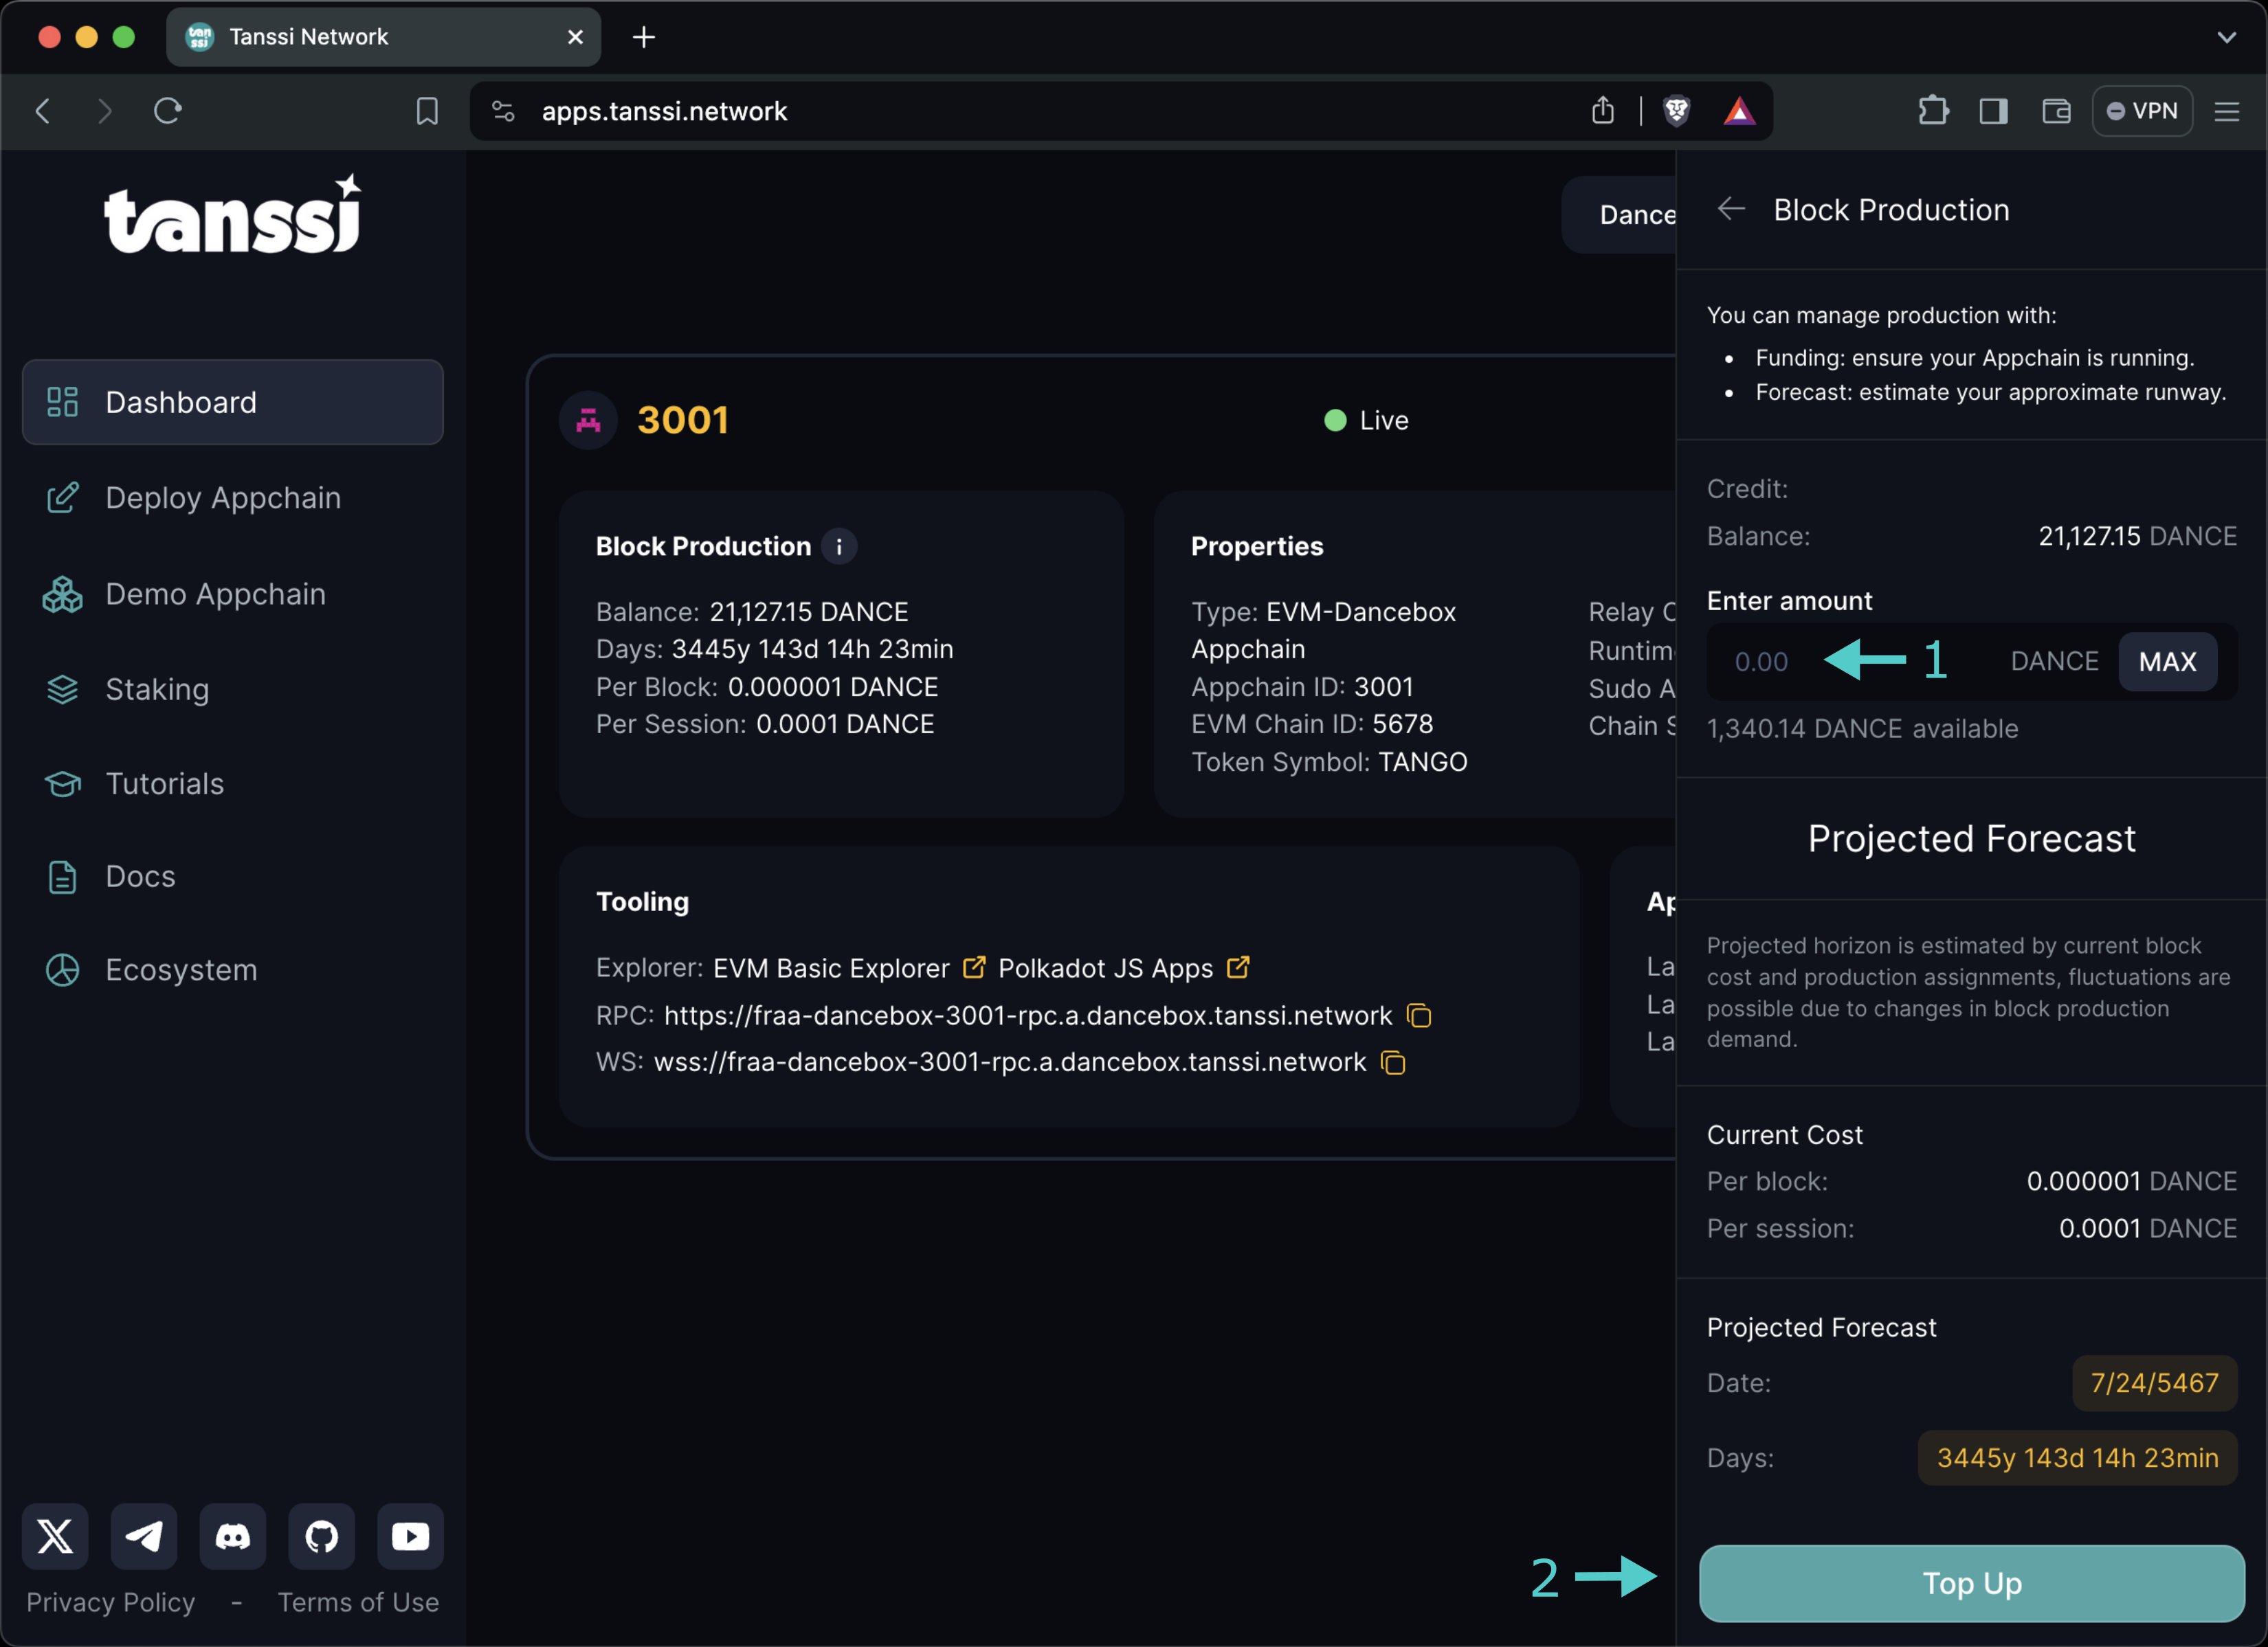 tanssi
Tanssi Network
apps.tanssi.network
VPN
tanssi
Dashboard
Deploy Appchain
Demo Appchain
Staking
Tutorials
Docs
Ecosystem
Privacy Policy - Terms of Use
Dance
3001
Live
Block Production i
Balance: 21,127.15 DANCE
Days: 3445y 143d 14h 23min
Per Block: 0.000001 DANCE
Per Session: 0.0001 DANCE
Properties
Type: EVM-Dancebox
Appchain
Appchain ID: 3001
EVM Chain ID: 5678
Token Symbol: TANGO
Relay C
Runtim
Sudo A
Chain S
Tooling
Explorer: EVM Basic Explorer Polkadot JS Apps
RPC: https://fraa-dancebox-3001-rpc.a.dancebox.tanssi.network
WS: wss://fraa-dancebox-3001-rpc.a.dancebox.tanssi.network
Ap
La
La
La
Block Production
You can manage production with:
• Funding: ensure your Appchain is running.
• Forecast: estimate your approximate runway.
Credit:
Balance: 21,127.15 DANCE
Enter amount
0.00 1 DANCE MAX
1,340.14 DANCE available
Projected Forecast
Projected horizon is estimated by current block
cost and production assignments, fluctuations are
possible due to changes in block production
demand.
Current Cost
Per block: 0.000001 DANCE
Per session: 0.0001 DANCE
Projected Forecast
Date: 7/24/5467
Days: 3445y 143d 14h 23min
2 Top Up